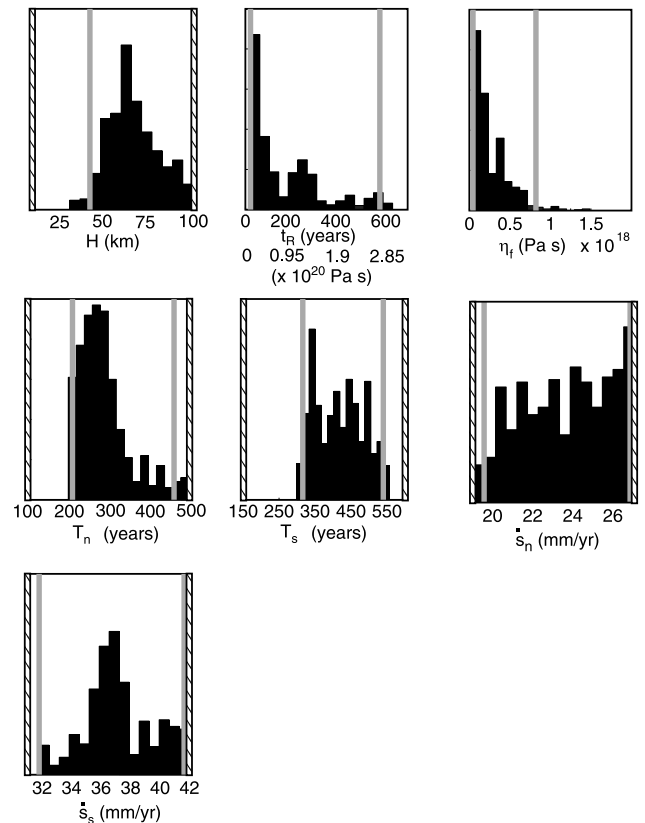 25 50 75 100
H (km)
0 200 400 600
t_R (years)
0 0.95 1.9 2.85
(x 10^20 Pa s)
0 0.5 1 1.5
η_f (Pa s) x 10^18
100 200 300 400 500
T_n (years)
150 250 350 450 550
T_s (years)
20 22 24 26
ṡ_n (mm/yr)
32 34 36 38 40 42
ṡ_s (mm/yr)